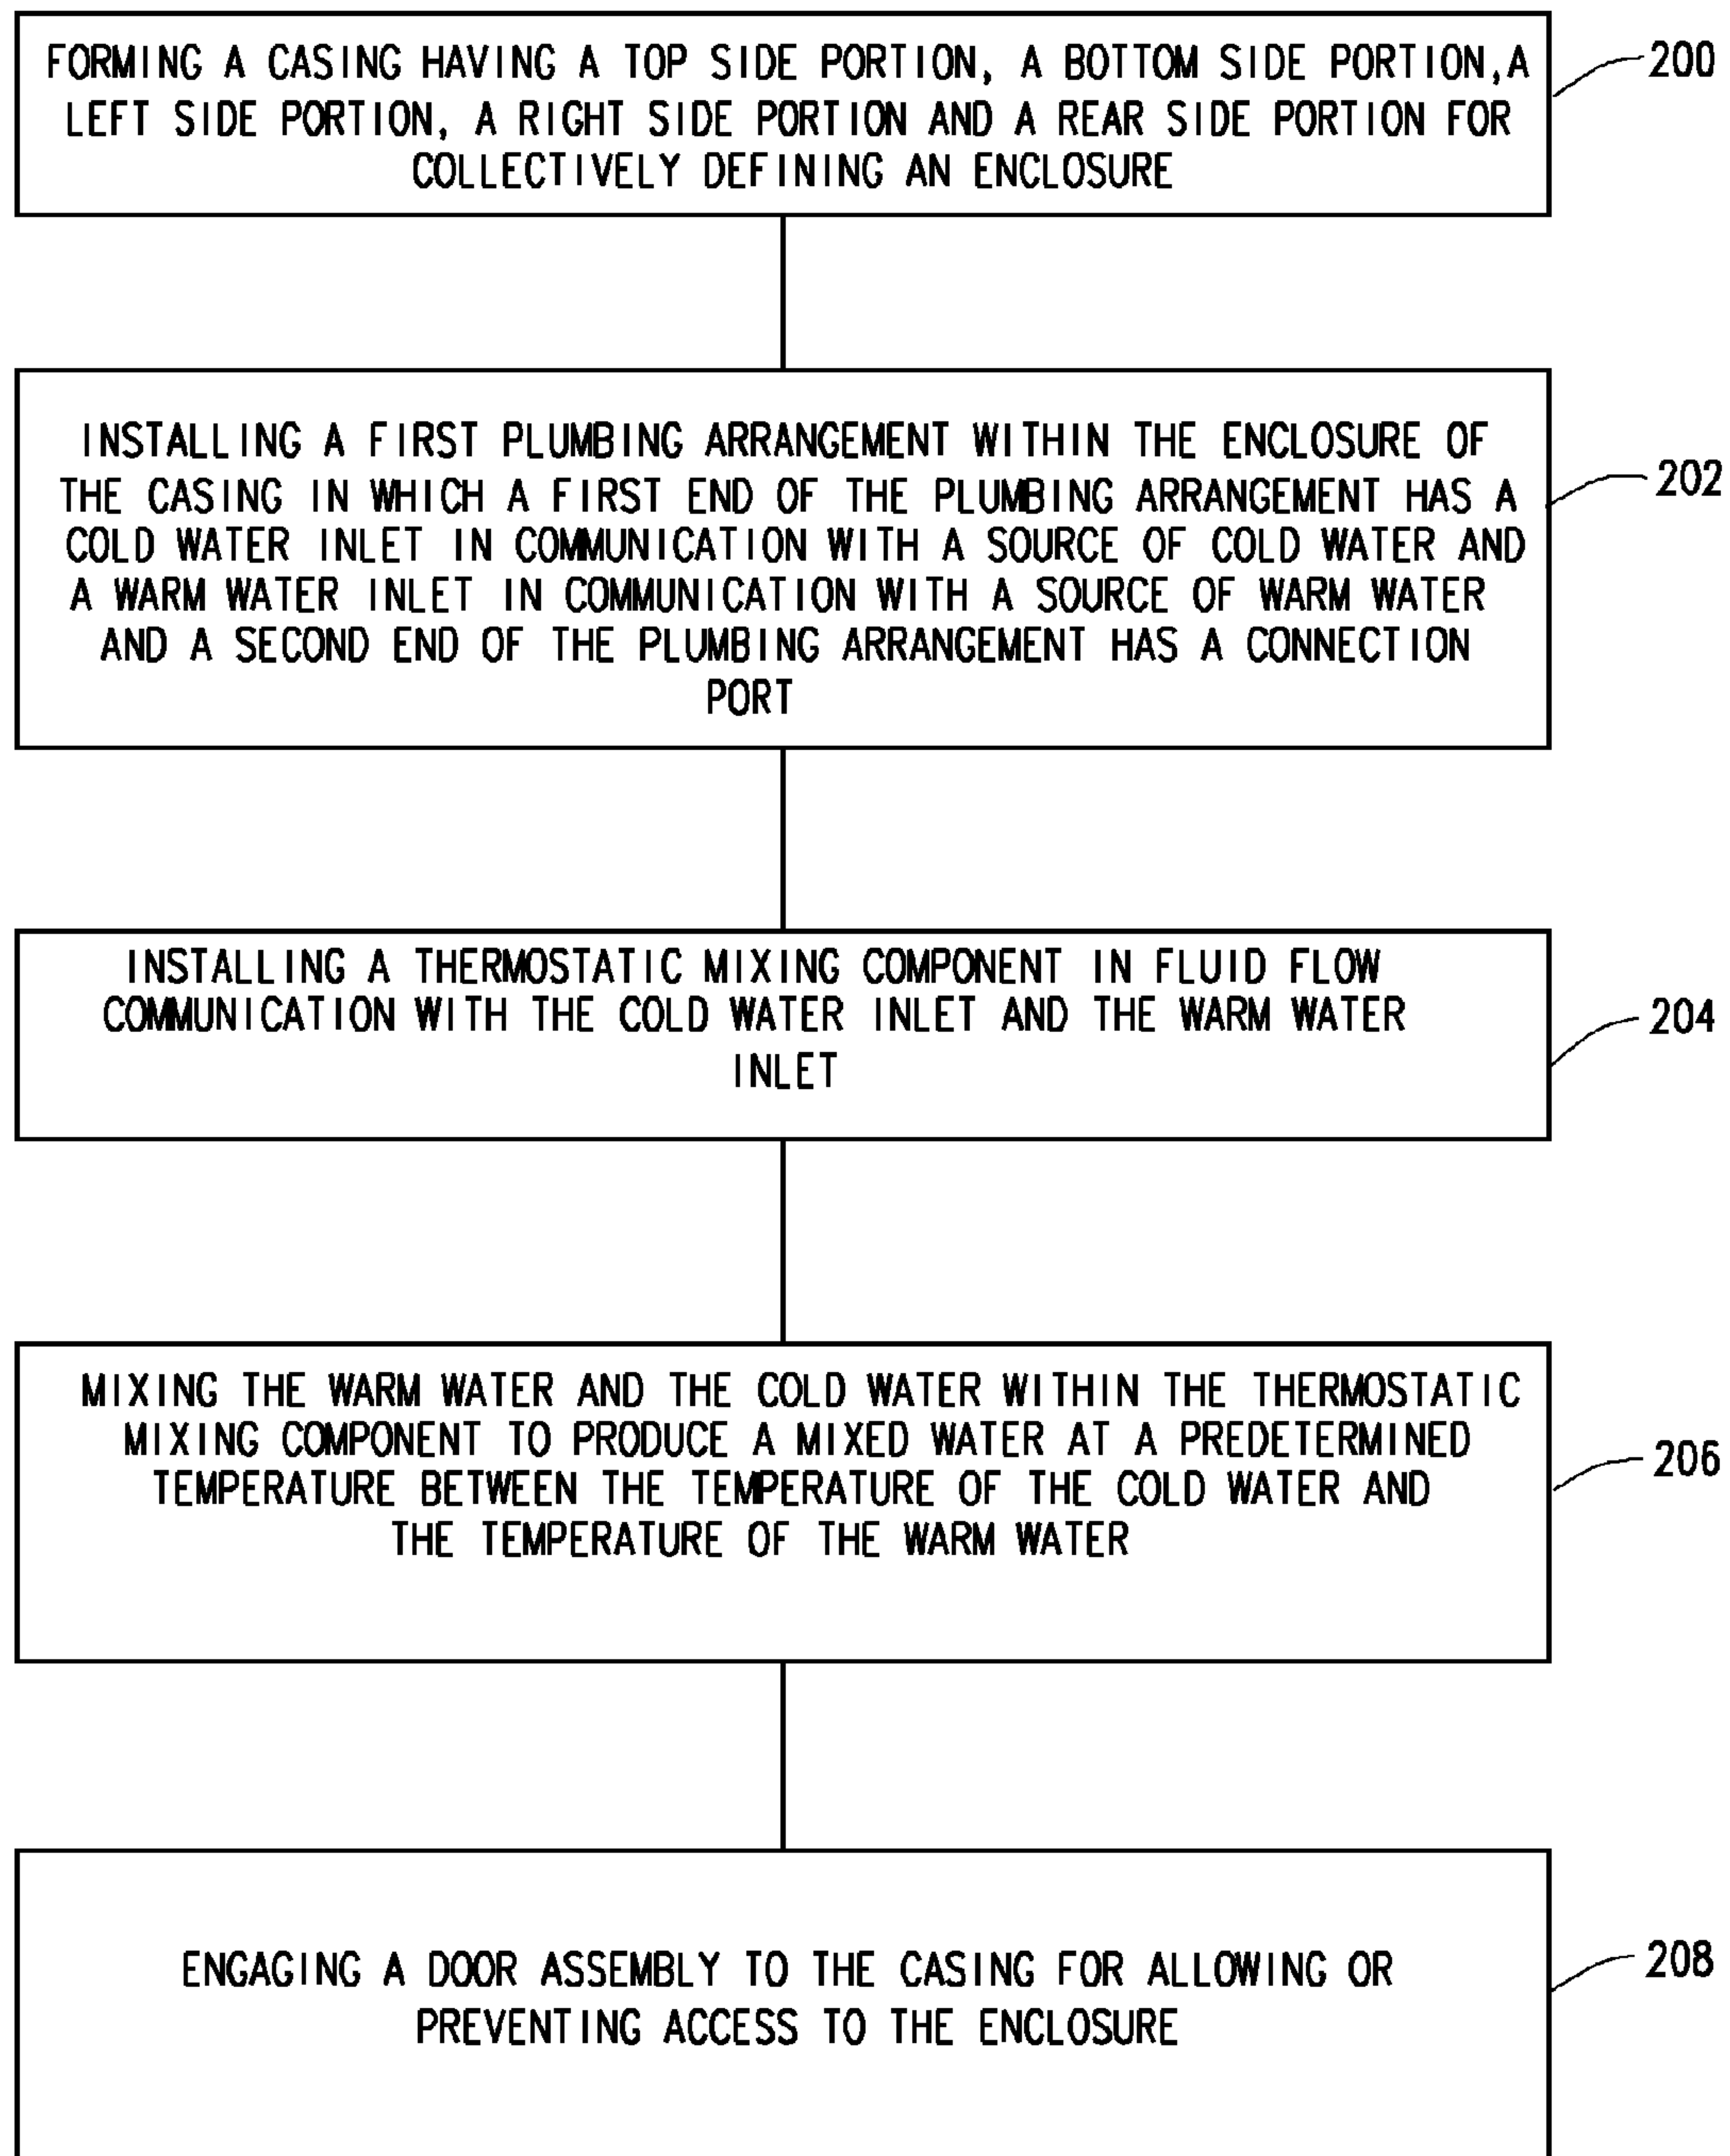 FORMING A CASING HAVING A TOP SIDE PORTION, A BOTTOM SIDE PORTION, A
LEFT SIDE PORTION, A RIGHT SIDE PORTION AND A REAR SIDE PORTION FOR
COLLECTIVELY DEFINING AN ENCLOSURE
200
INSTALLING A FIRST PLUMBING ARRANGEMENT WITHIN THE ENCLOSURE OF
THE CASING IN WHICH A FIRST END OF THE PLUMBING ARRANGEMENT HAS A
COLD WATER INLET IN COMMUNICATION WITH A SOURCE OF COLD WATER AND
A WARM WATER INLET IN COMMUNICATION WITH A SOURCE OF WARM WATER
AND A SECOND END OF THE PLUMBING ARRANGEMENT HAS A CONNECTION
PORT
202
INSTALLING A THERMOSTATIC MIXING COMPONENT IN FLUID FLOW
COMMUNICATION WITH THE COLD WATER INLET AND THE WARM WATER
INLET
204
MIXING THE WARM WATER AND THE COLD WATER WITHIN THE THERMOSTATIC
MIXING COMPONENT TO PRODUCE A MIXED WATER AT A PREDETERMINED
TEMPERATURE BETWEEN THE TEMPERATURE OF THE COLD WATER AND
THE TEMPERATURE OF THE WARM WATER
206
ENGAGING A DOOR ASSEMBLY TO THE CASING FOR ALLOWING OR
PREVENTING ACCESS TO THE ENCLOSURE
208